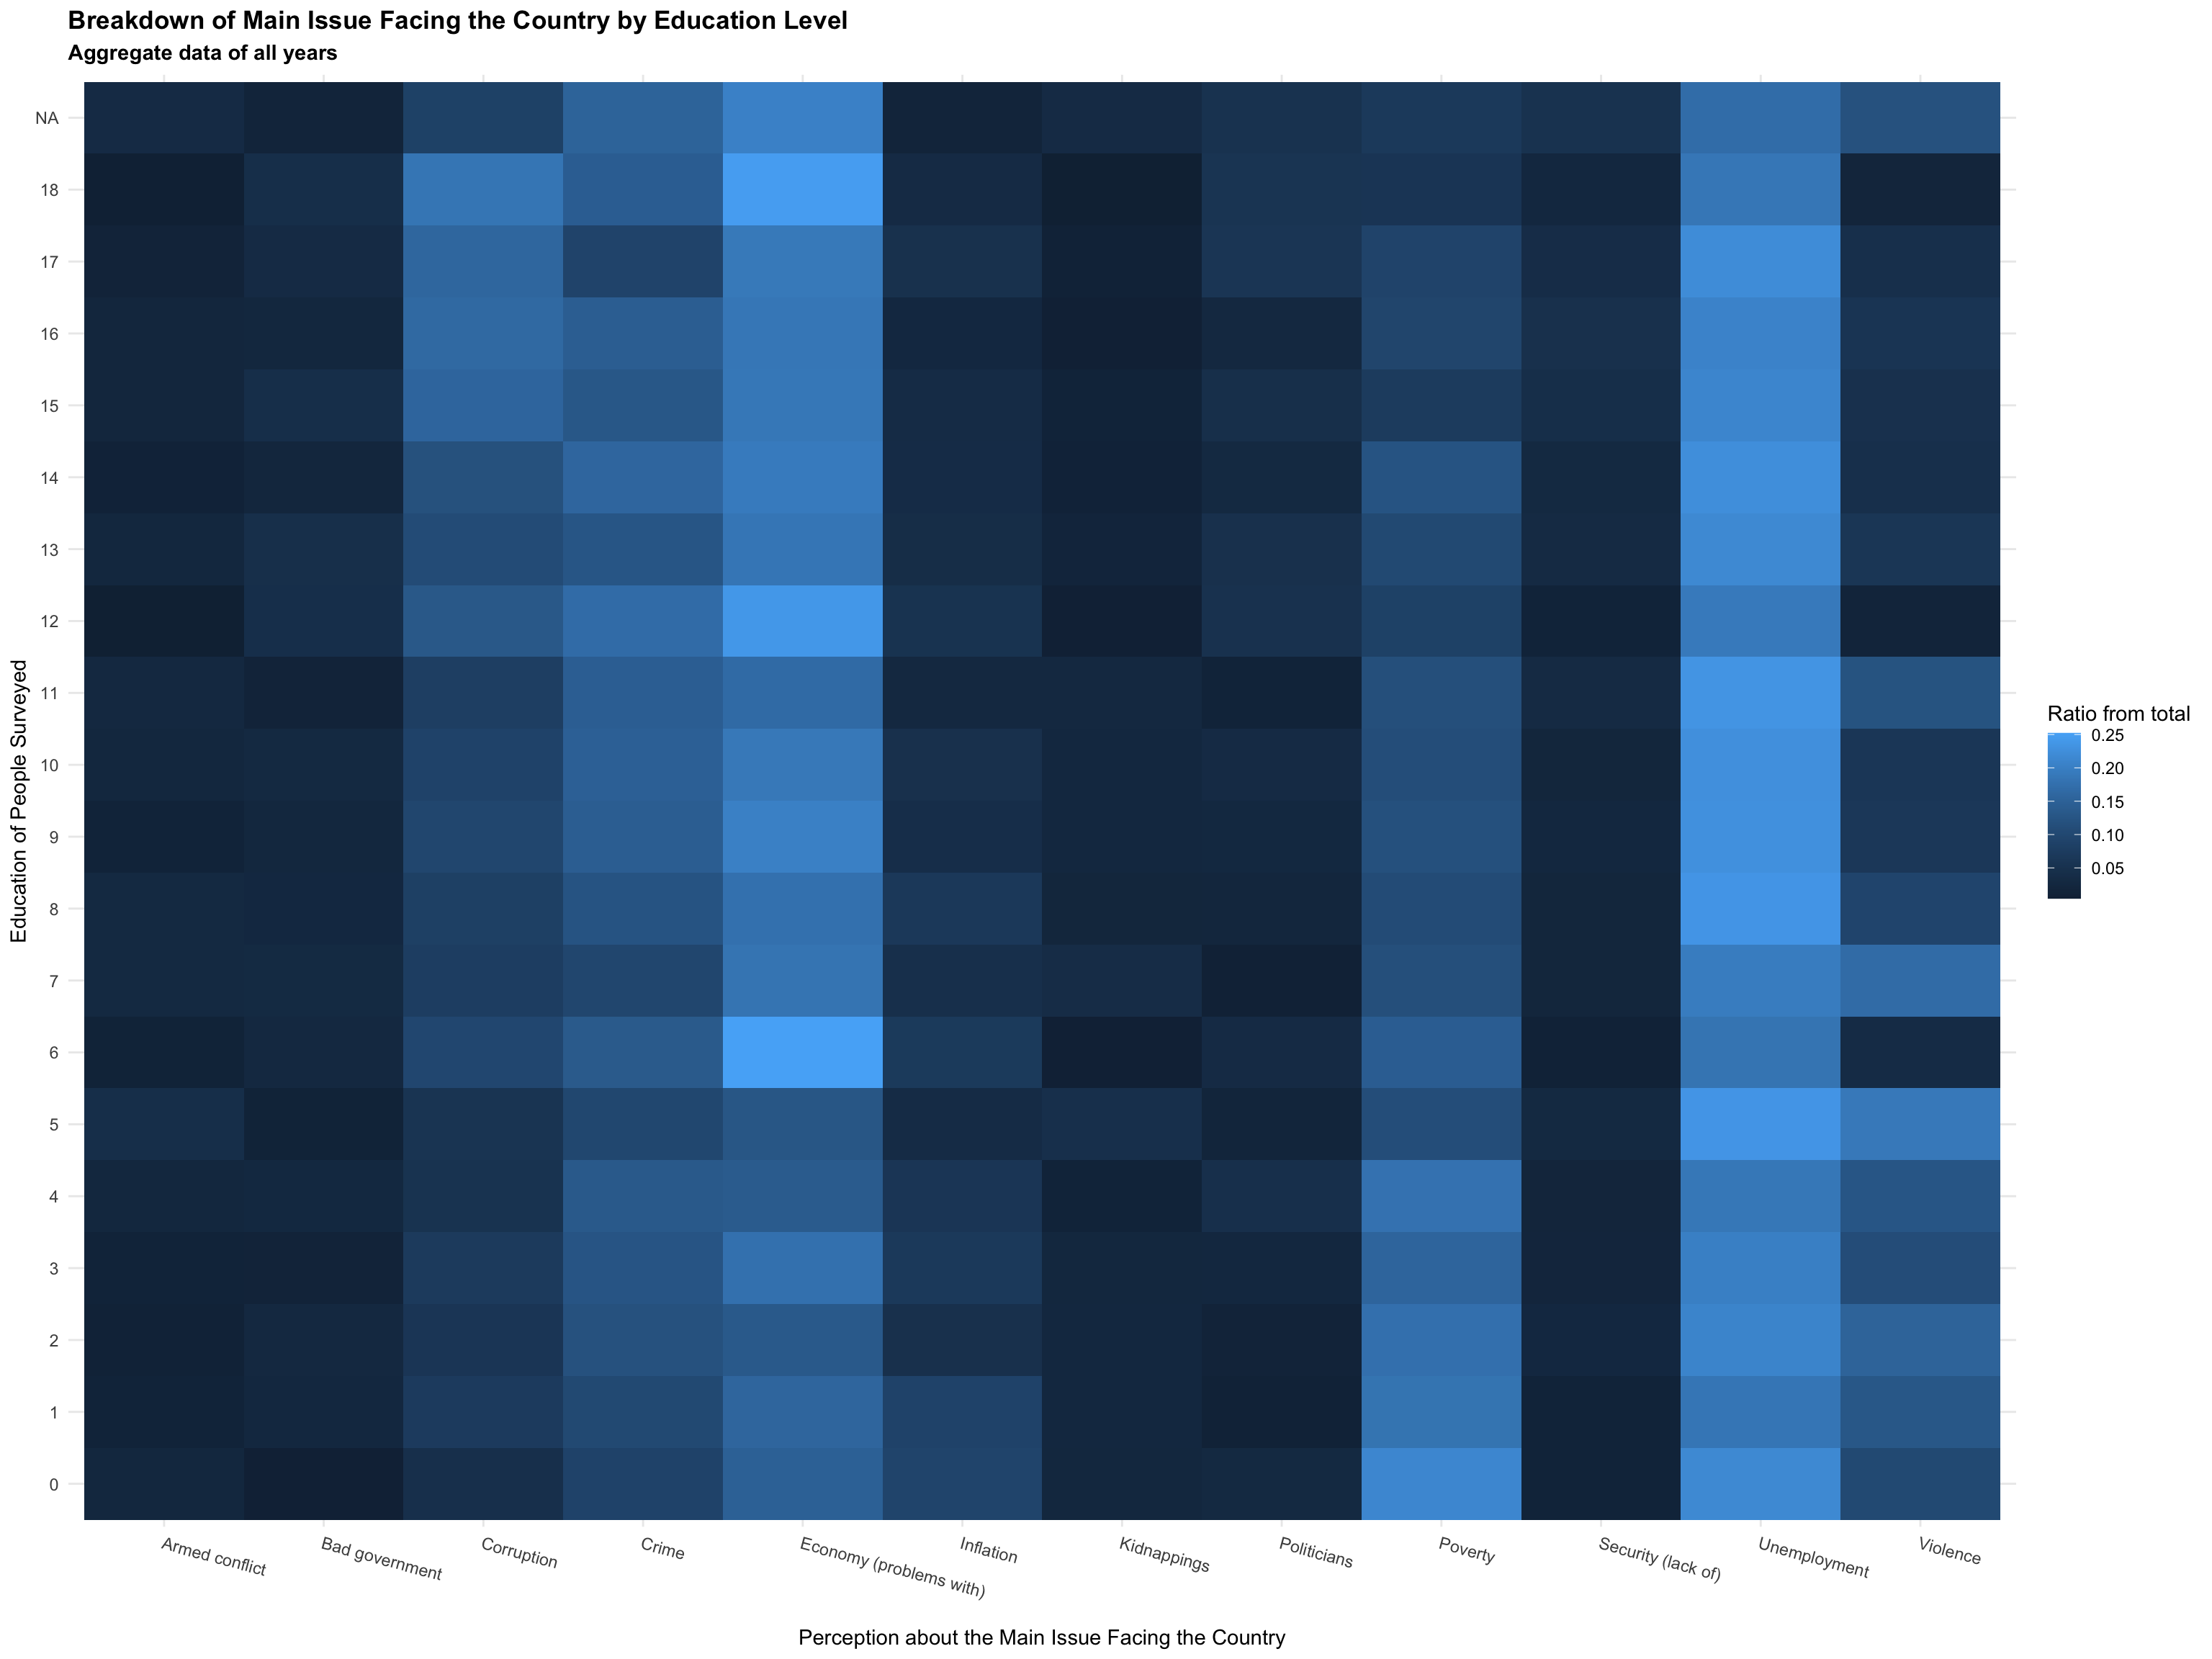 Breakdown of Main Issue Facing the Country by Education Level
Aggregate data of all years
Education of People Surveyed
NA
18
17
16
15
14
13
12
11
10
9
8
7
6
5
4
3
2
1
0
Armed conflict
Bad government
Corruption
Crime
Economy (problems with)
Inflation
Kidnappings
Politicians
Poverty
Security (lack of)
Unemployment
Violence
Perception about the Main Issue Facing the Country
Ratio from total
0.25
0.20
0.15
0.10
0.05